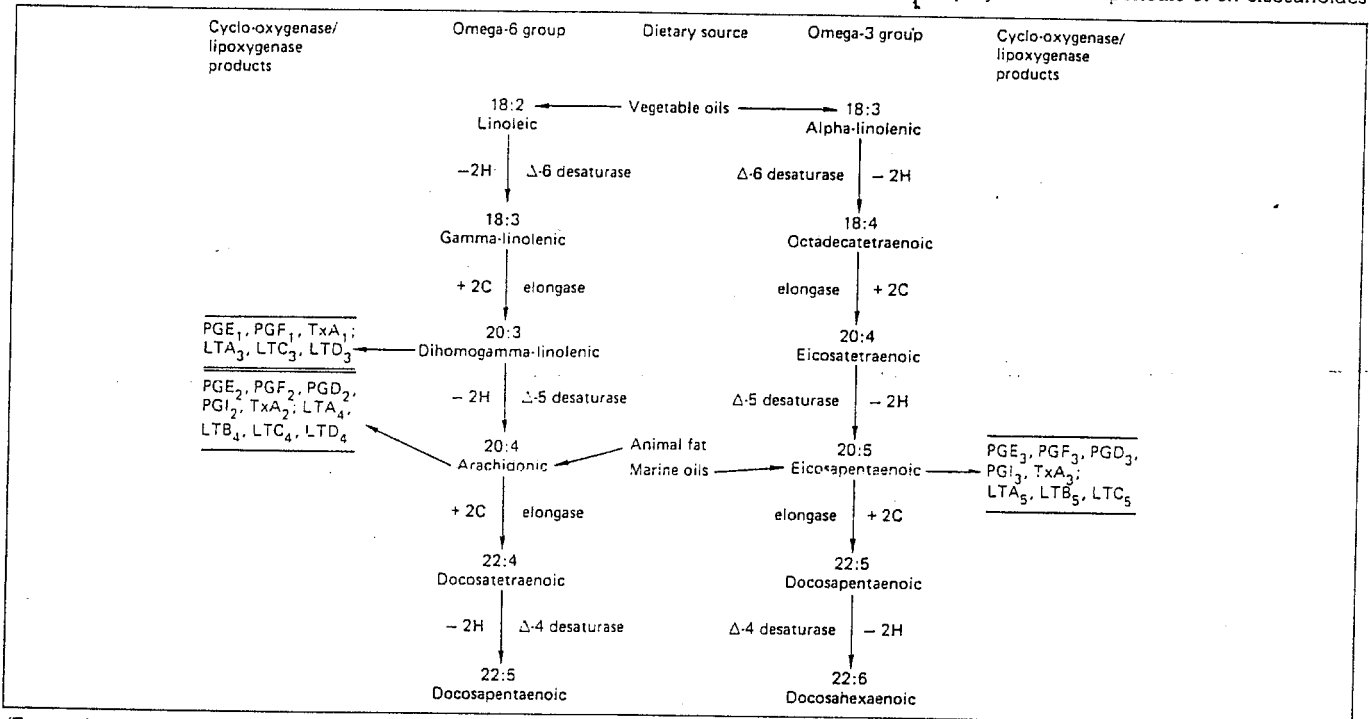 of en eicosanoides
Cyclo-oxygenase/
lipoxygenase
products
Omega-6 group
Dietary source
Omega-3 group
Cyclo-oxygenase/
lipoxygenase
products
18:2
Linoleic
Vegetable oils
18:3
Alpha-linolenic
−2H Δ-6 desaturase
Δ-6 desaturase − 2H
18:3
Gamma-linolenic
18:4
Octadecatetraenoic
+ 2C elongase
elongase + 2C
PGE₁, PGF₁, TxA₁;
LTA₃, LTC₃, LTD₃
20:3
Dihomogamma-linolenic
20:4
Eicosatetraenoic
− 2H Δ-5 desaturase
Δ-5 desaturase − 2H
PGE₂, PGF₂, PGD₂,
PGI₂, TxA₂; LTA₄,
LTB₄, LTC₄, LTD₄
20:4
Arachidonic
Animal fat
Marine oils
20:5
Eicosapentaenoic
PGE₃, PGF₃, PGD₃,
PGI₃, TxA₃;
LTA₅, LTB₅, LTC₅
+ 2C elongase
elongase + 2C
22:4
Docosatetraenoic
22:5
Docosapentaenoic
− 2H Δ-4 desaturase
Δ-4 desaturase − 2H
22:5
Docosapentaenoic
22:6
Docosahexaenoic